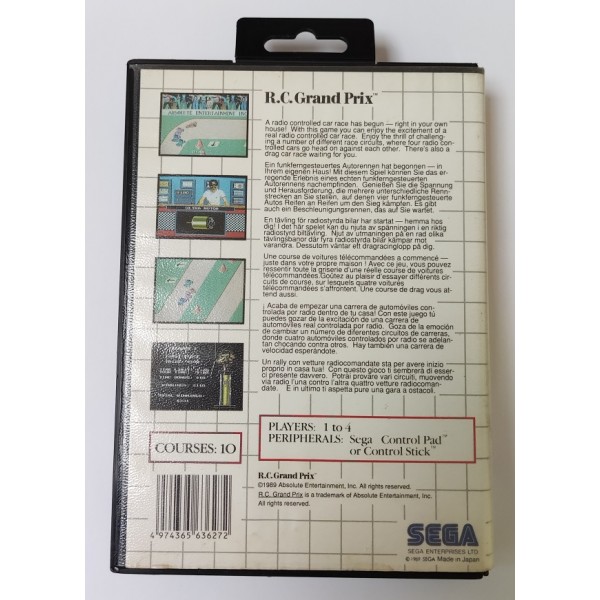 R.C. Grand Prix™
A radio controlled car race has begun — right in your own
house! With this game you can enjoy the excitement of a
real radio controlled car race. Enjoy the thrill of challeng-
ing a number of different race circuits, where four radio con-
trolled cars go head on against each other. There's also a
drag car race waiting for you.
Ein funkferngesteuertes Autorennen hat begonnen — in
Ihrem eigenen Haus! Mit diesem Spiel können Sie das er-
regende Erlebnis eines echten funkferngesteuerten
Autorennens nachempfinden. Genießen Sie die Spannung
und Herausforderung, die mehrere unterschiedliche Renn-
strecken an Sie stellen, auf denen vier funkferngesteuerte
Autos Reifen an Reifen um den Sieg kämpfen. Es gibt
auch ein Beschleunigungsrennen, das auf Sie wartet.
En tävling för radiostyrda bilar har startat — hemma hos
dig! I det här spelet kan du njuta av spänningen i en riktig
radiostyrd biltävling. Njut av utmaningen på en rad olika
tävlingsbanor där fyra radiostyrda bilar kämpar mot
varandra. Dessutom väntar ett dragracinglopp på dig.
Une course de voitures télécommandées a commencé —
juste dans votre propre maison ! Avec ce jeu, vous pouvez
ressentir toute la griserie d'une réelle course de voitures
télécommandées. Goûtez au plaisir d'essayer différents cir-
cuits de course, sur lesquels quatre voitures
télécommandées s'affrontent. Une course de drag vous at-
tend aussi.
¡ Acaba de empezar una carrera de automóviles con-
trolada por radio dentro de tu casa! Con este juego tú
puedes gozar de la excitación de una carrera de
automóviles real controlada por radio. Goza de la emoción
de cambiar un número de diferentes circuitos de carreras,
donde cuatro automóviles controlados por radio se adelan-
tan chocando contra otros. Hay también una carrera de
velocidad esperándote.
Un rally con vetture radiocomandate sta per avere inizio
proprio in casa tua! Con questo gioco ti sembrerà di esser-
ci presente davvero. Potrai provare vari circuiti, muovendo
via radio l'una contro l'altra quattro vetture radiocoman-
date. E in ultimo ti aspetta pure una gara a ostacoli.
COURSES: 10
PLAYERS: 1 to 4
PERIPHERALS: Sega Control Pad™
or Control Stick™
R.C. Grand Prix™
©1989 Absolute Entertainment, Inc. All rights reserved.
R.C. Grand Prix is a trademark of Absolute Entertainment, Inc.
All rights reserved.
4 974365 636272
SEGA
SEGA ENTERPRISES LTD.
© 1989 SEGA Made in Japan